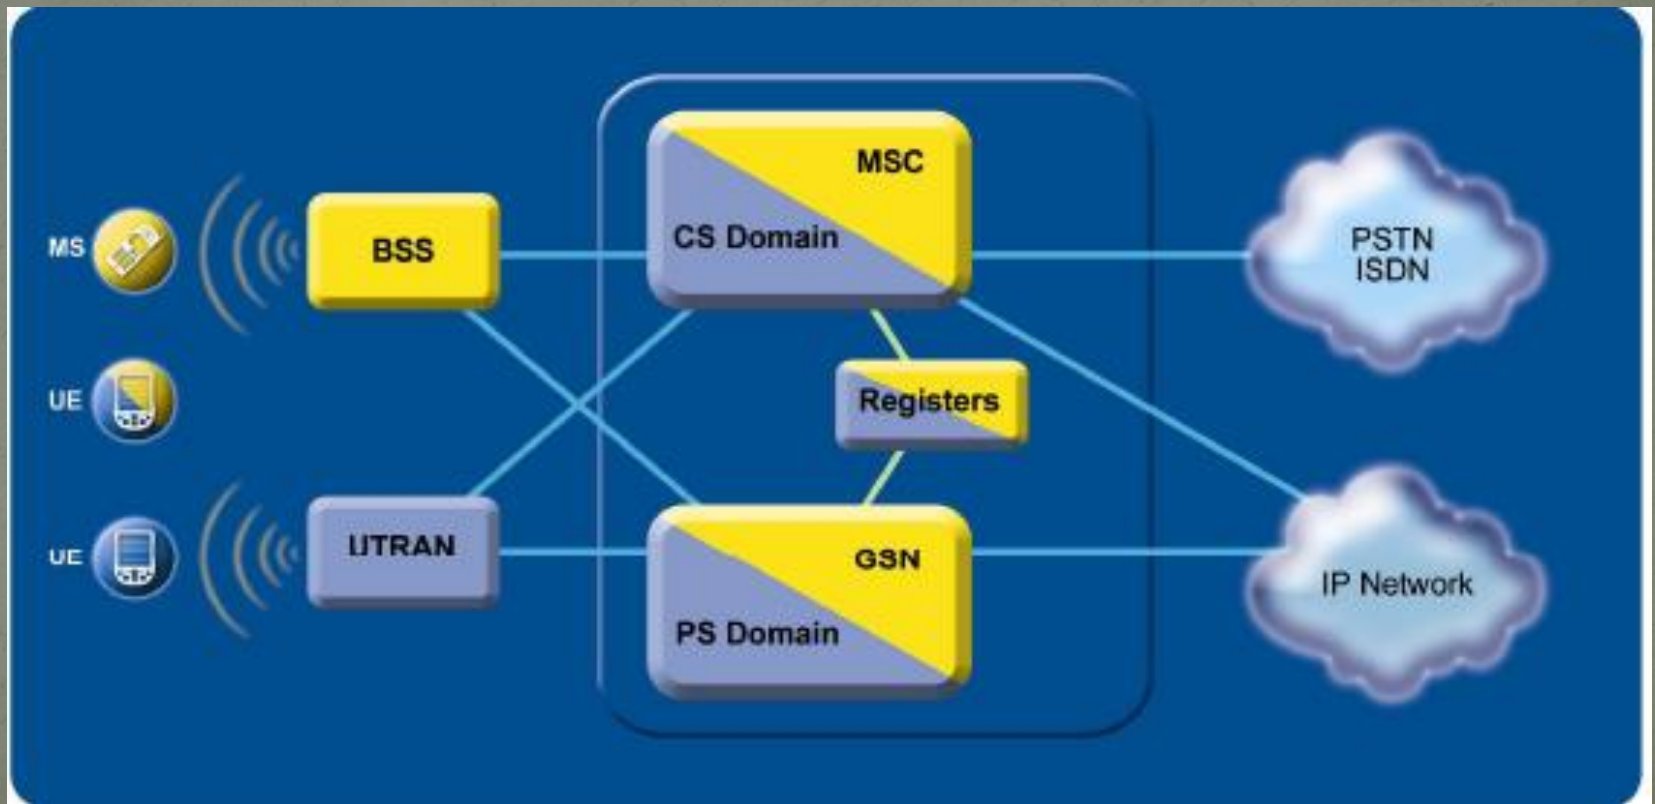 MS
BSS
MSC
CS Domain
PSTN
ISDN
UE
Registers
UE
UTRAN
GSN
PS Domain
IP Network